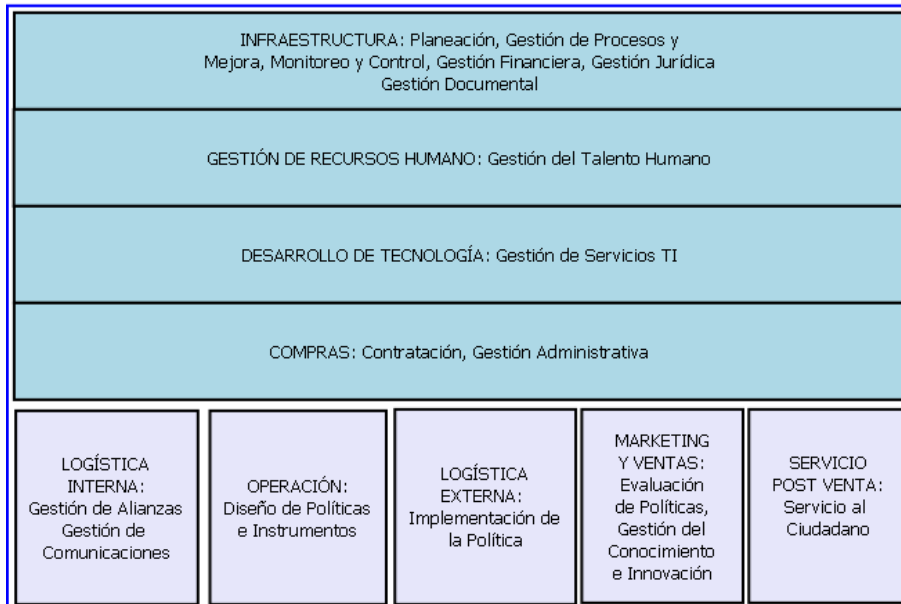 INFRAESTRUCTURA: Planeación, Gestión de Procesos y
Mejora, Monitoreo y Control, Gestión Financiera, Gestión Jurídica
Gestión Documental
GESTIÓN DE RECURSOS HUMANO: Gestión del Talento Humano
DESARROLLO DE TECNOLOGÍA: Gestión de Servicios TI
COMPRAS: Contratación, Gestión Administrativa
LOGÍSTICA
INTERNA:
Gestión de Alianzas
Gestión de
Comunicaciones
OPERACIÓN:
Diseño de Políticas
e Instrumentos
LOGÍSTICA
EXTERNA:
Implementación de
la Política
MARKETING
Y VENTAS:
Evaluación
de Políticas,
Gestión del
Conocimiento
e Innovación
SERVICIO
POST VENTA:
Servicio al
Ciudadano